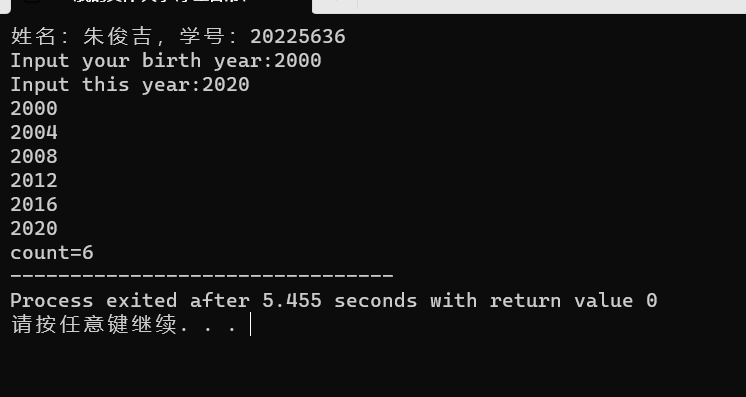 姓名：朱俊吉，学号：20225636
Input your birth year:2000
Input this year:2020
2000
2004
2008
2012
2016
2020
count=6
--------------------------------
Process exited after 5.455 seconds with return value 0
请按任意键继续. . .